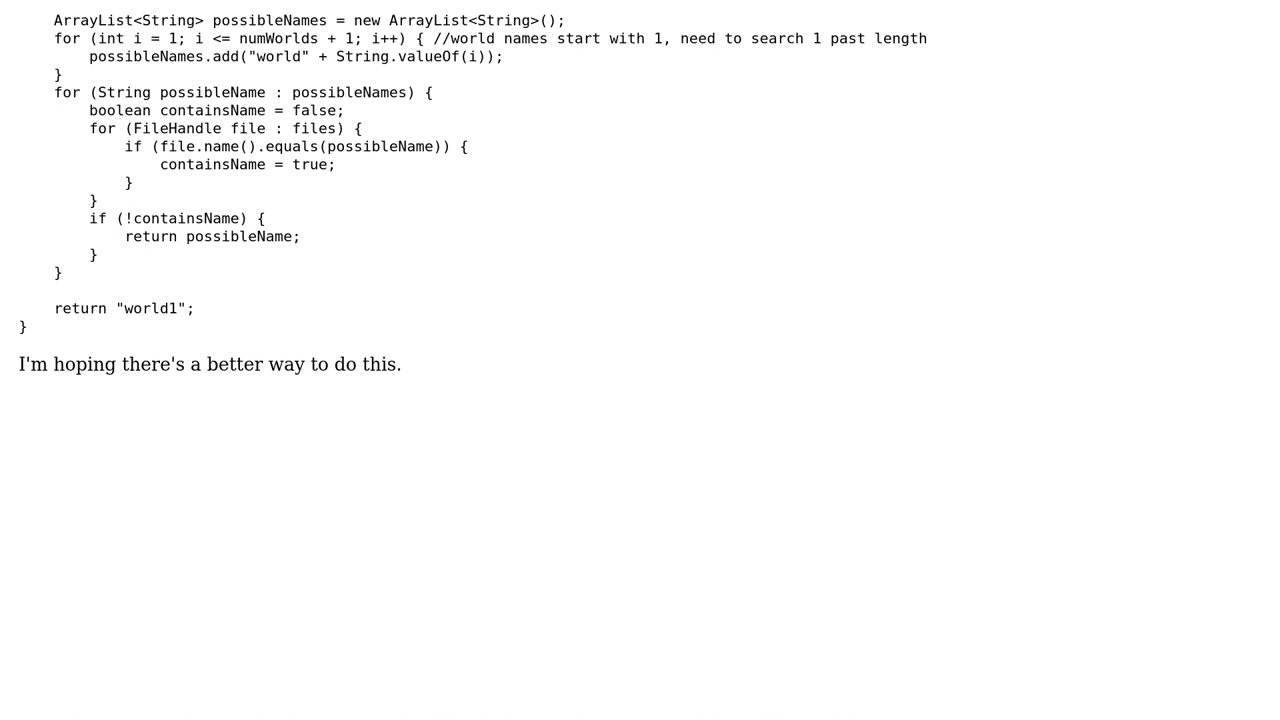 ArrayList<String> possibleNames = new ArrayList<String>();
    for (int i = 1; i <= numWorlds + 1; i++) { //world names start with 1, need to search 1 past length
        possibleNames.add("world" + String.valueOf(i));
    }
    for (String possibleName : possibleNames) {
        boolean containsName = false;
        for (FileHandle file : files) {
            if (file.name().equals(possibleName)) {
                containsName = true;
            }
        }
        if (!containsName) {
            return possibleName;
        }
    }

    return "world1";
}
I'm hoping there's a better way to do this.